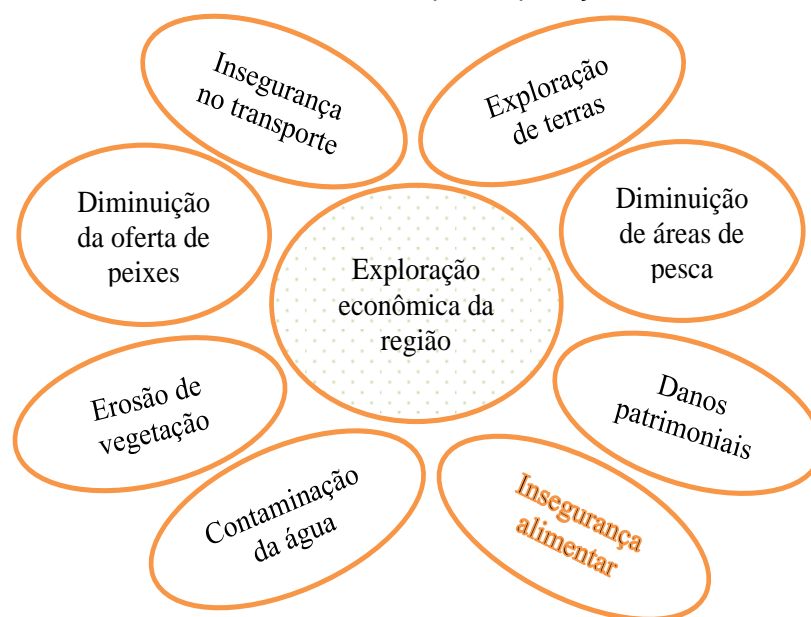 Insegurança
no transporte
Exploração
de terras
Diminuição
da oferta de
peixes
Exploração
econômica da
região
Diminuição
de áreas de
pesca
Erosão de
vegetação
Danos
patrimoniais
Contaminação
da água
Insegurança
alimentar